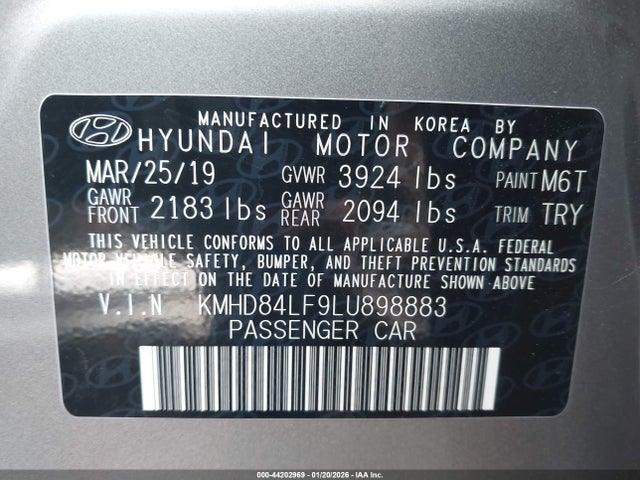 MANUFACTURED IN KOREA BY
HYUNDAI MOTOR COMPANY
MAR/25/19 GVWR 3924 lbs PAINT M6T
GAWR FRONT 2183 lbs GAWR REAR 2094 lbs TRIM TRY
THIS VEHICLE CONFORMS TO ALL APPLICABLE U.S.A. FEDERAL
MOTOR VEHICLE SAFETY, BUMPER, AND THEFT PREVENTION STANDARDS
IN EFFECT ON THE DATE OF MANUFACTURE SHOWN ABOVE.
V.I.N KMHD84LF9LU898883
PASSENGER CAR
000-44202969 | 01/20/2026 - IAA Inc.